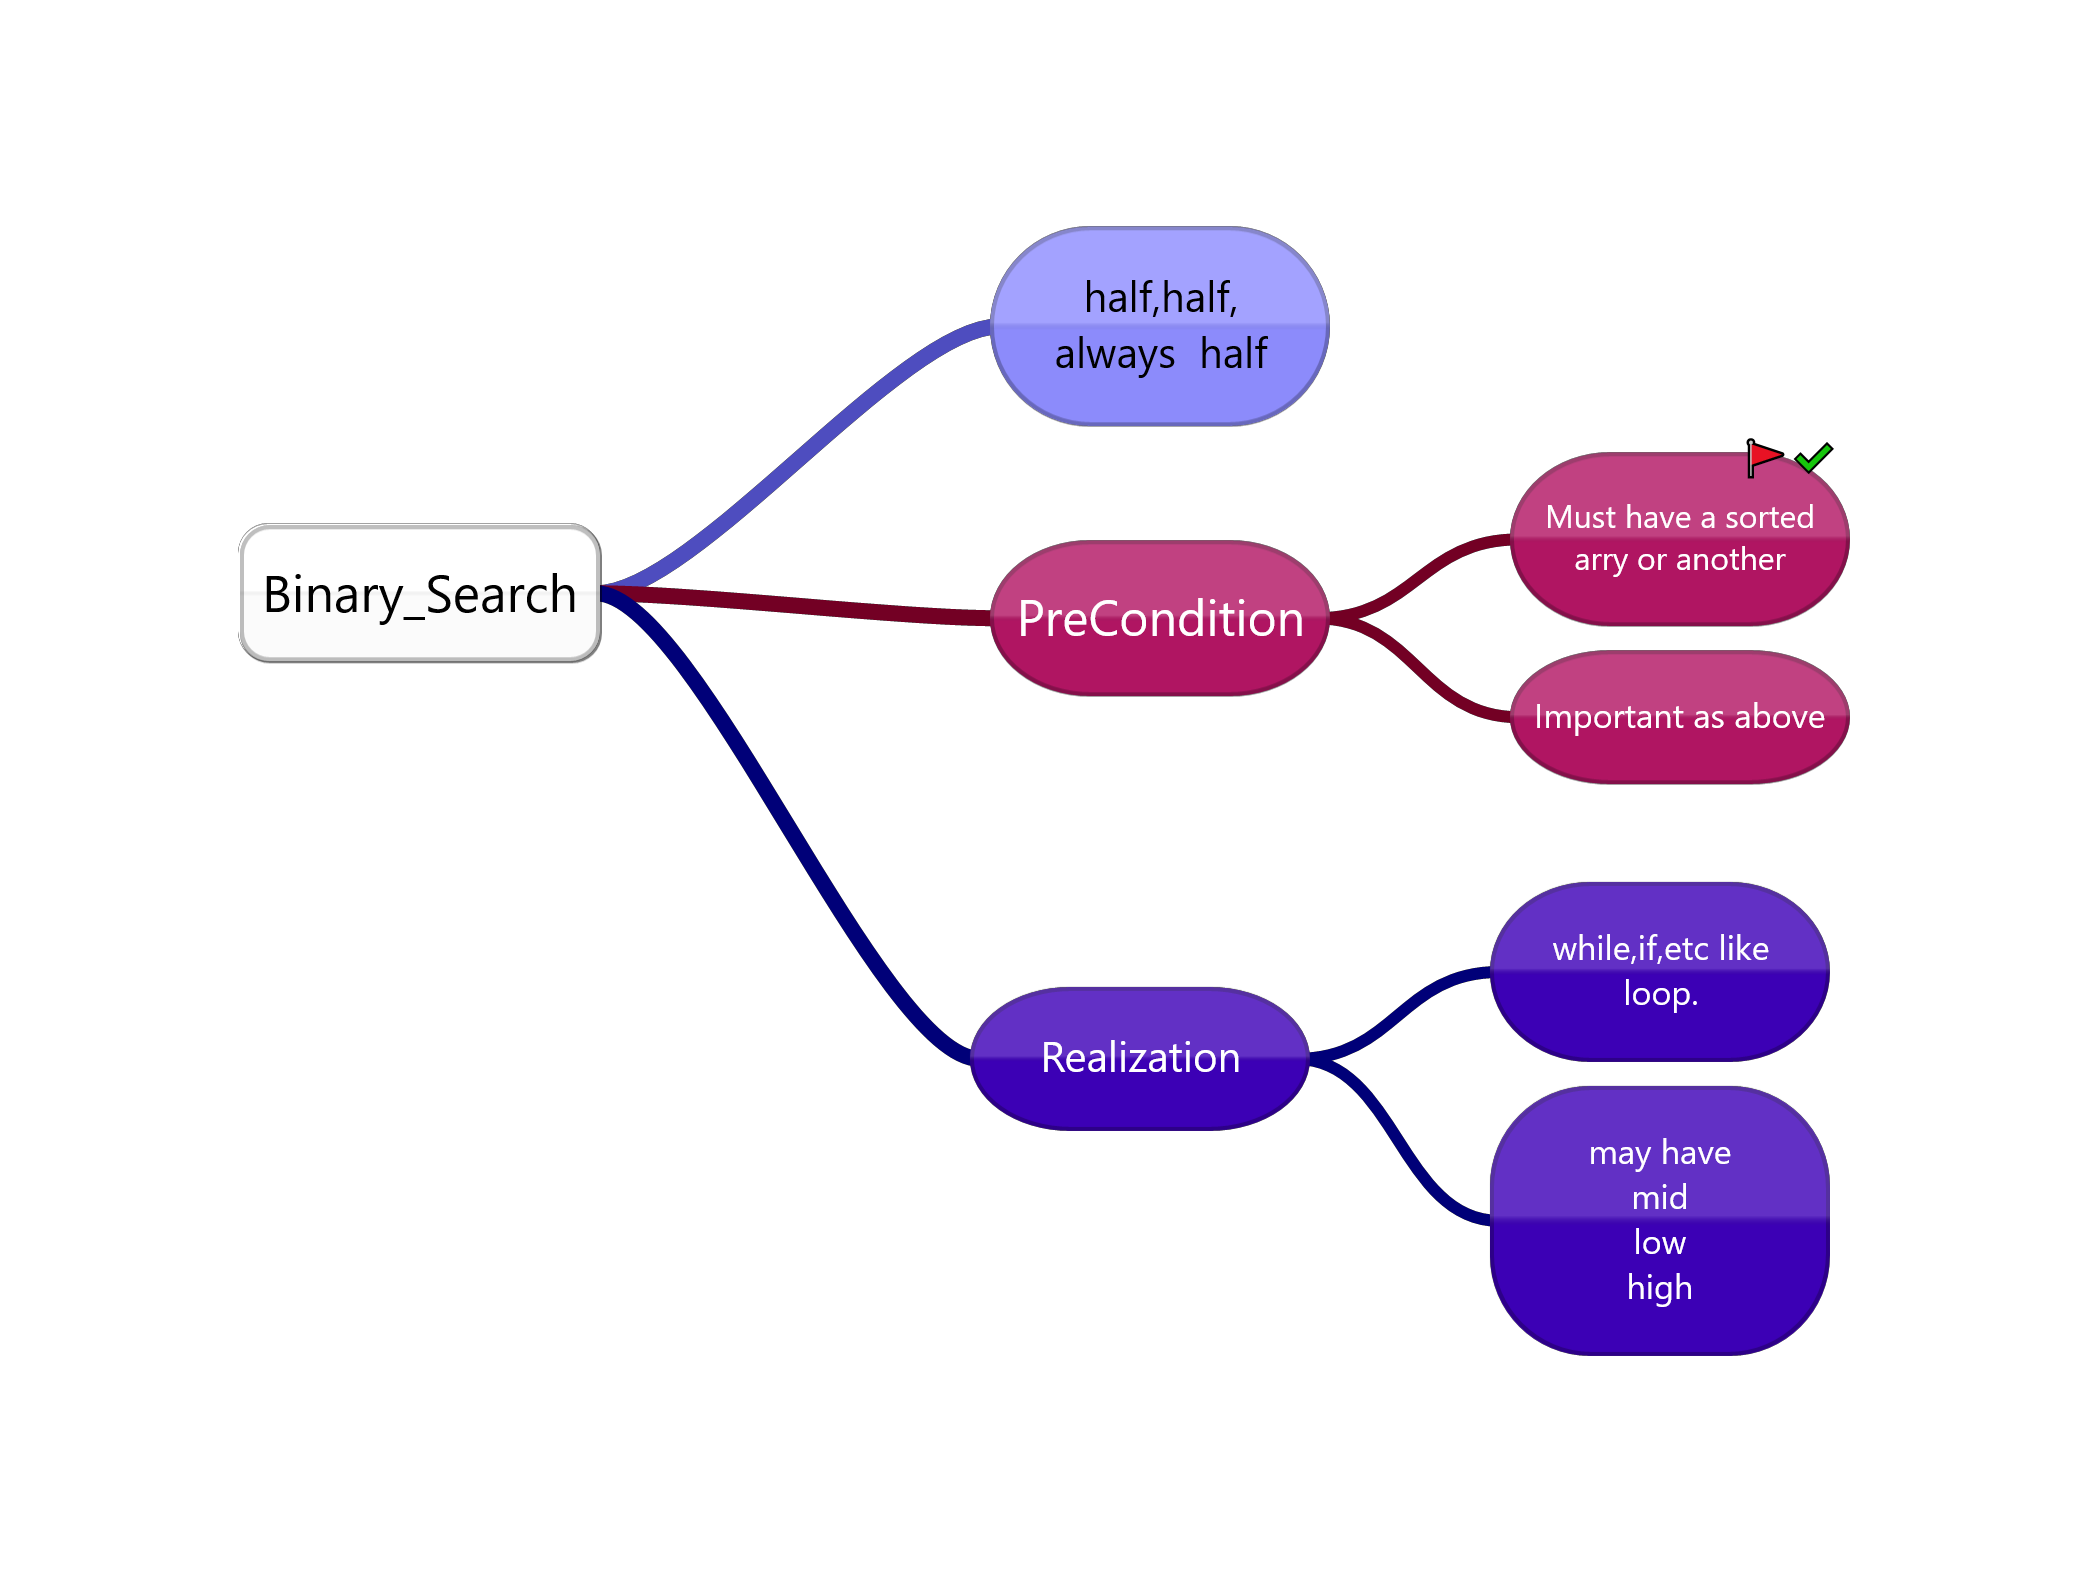 Binary_Search
half,half,
always  half
PreCondition
Must have a sorted
arry or another
Important as above
Realization
while,if,etc like
loop.
may have
mid
low
high